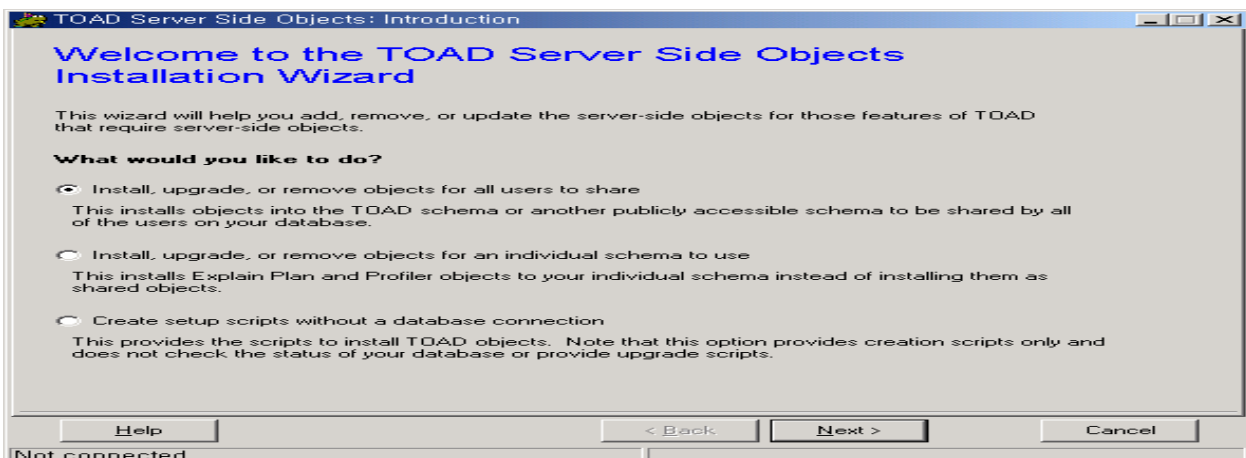 TOAD Server Side Objects: Introduction
Welcome to the TOAD Server Side Objects
Installation Wizard
This wizard will help you add, remove, or update the server-side objects for those features of TOAD
that require server-side objects.
What would you like to do?
Install, upgrade, or remove objects for all users to share
This installs objects into the TOAD schema or another publicly accessible schema to be shared by all
of the users on your database.
Install, upgrade, or remove objects for an individual schema to use
This installs Explain Plan and Profiler objects to your individual schema instead of installing them as
shared objects.
Create setup scripts without a database connection
This provides the scripts to install TOAD objects.  Note that this option provides creation scripts only and
does not check the status of your database or provide upgrade scripts.
Help < Back Next > Cancel
Not connected